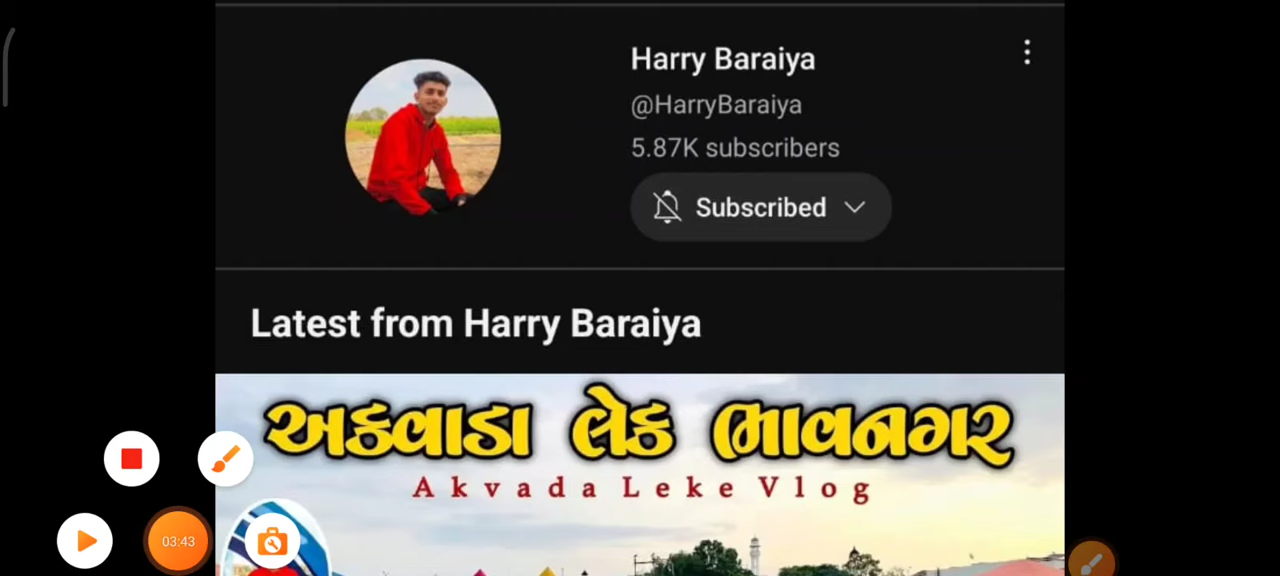 Harry Baraiya
@HarryBaraiya
5.87K subscribers
Subscribed
Latest from Harry Baraiya
અકવાડા લેક ભાવનગર
Akvada Leke Vlog
03:43